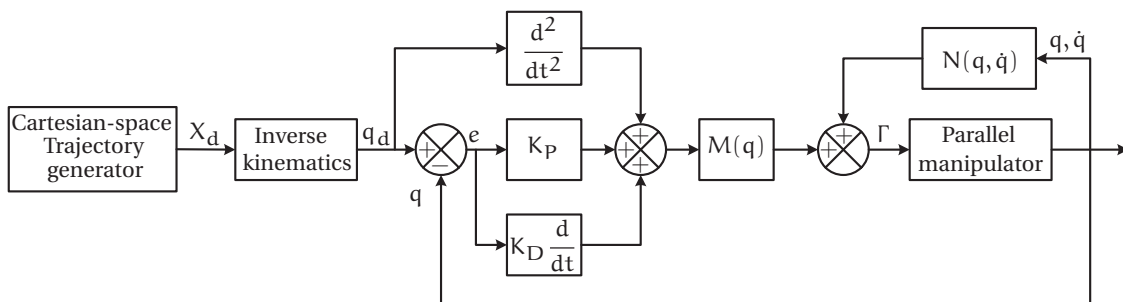 d²
dt²
N(q, q̇)
q, q̇
Cartesian-space
Trajectory
generator
X_d
Inverse
kinematics
q_d
+
−
e
K_P
+
+
+
M(q)
+
+
Γ
Parallel
manipulator
q
K_D d
dt